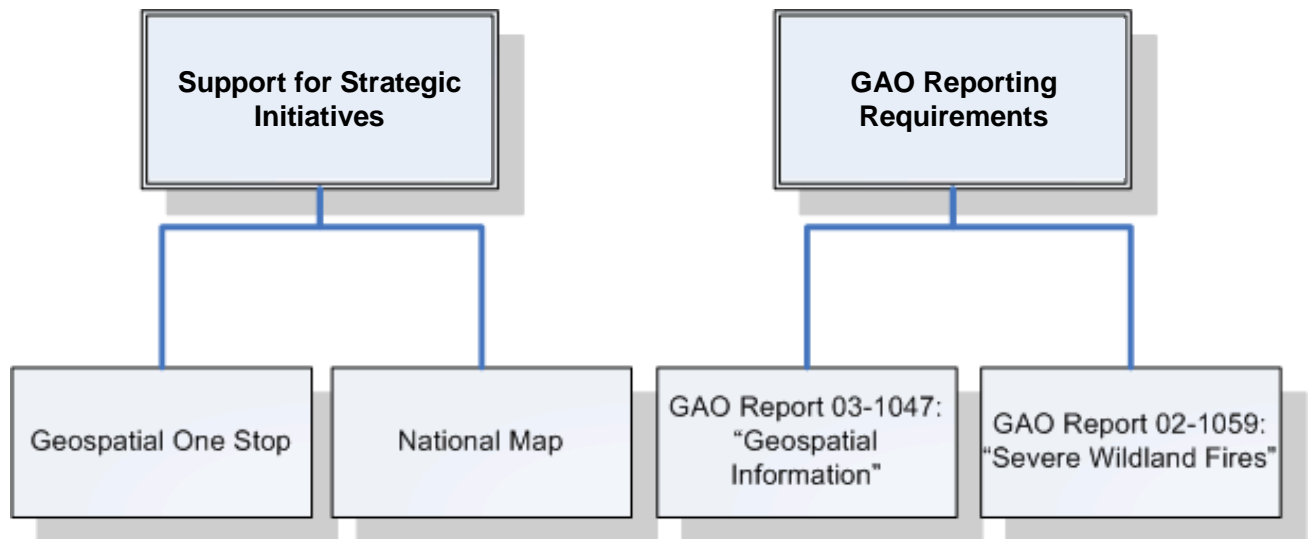 Support for Strategic
Initiatives
GAO Reporting
Requirements
Geospatial One Stop
National Map
GAO Report 03-1047:
“Geospatial
Information”
GAO Report 02-1059:
“Severe Wildland Fires”